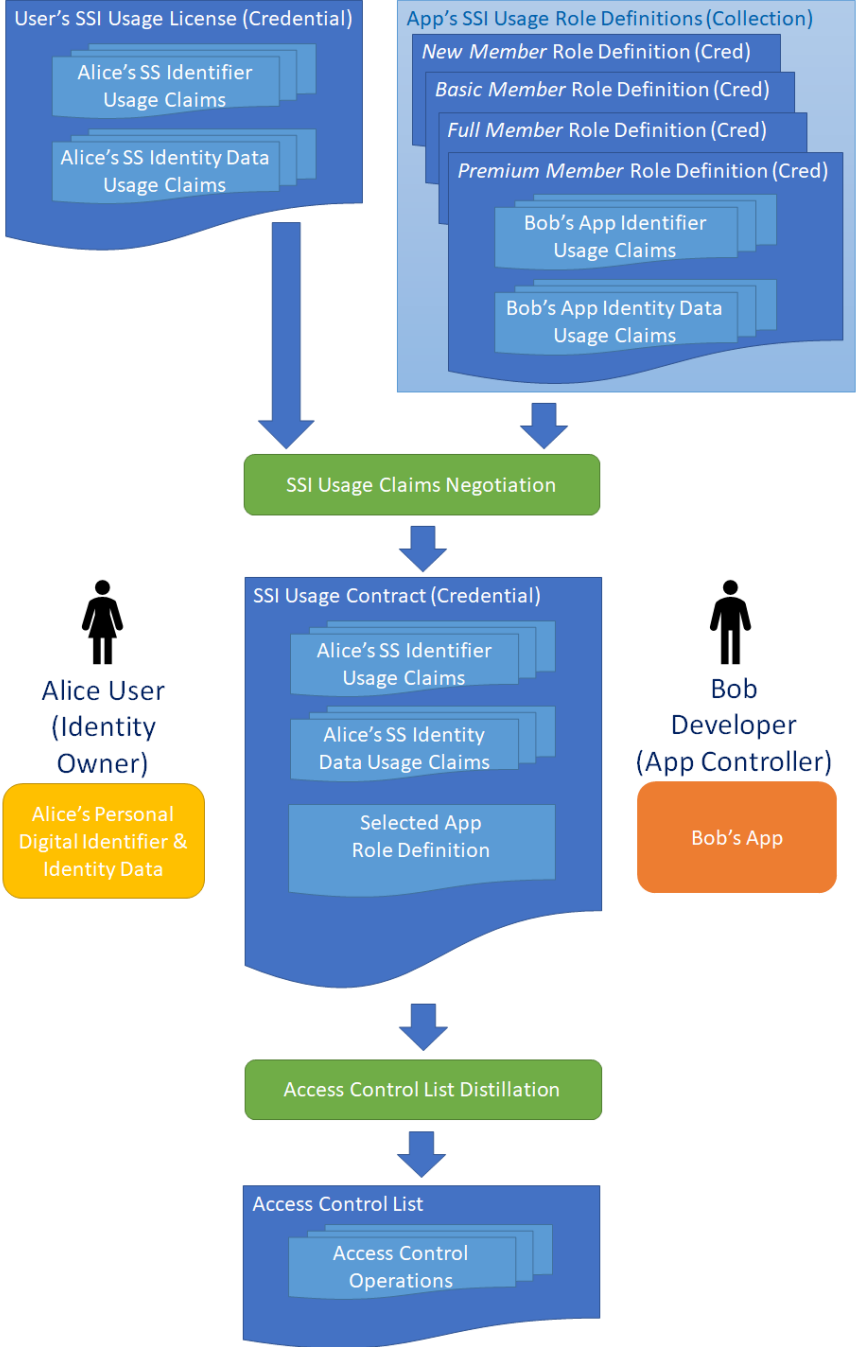 User's SSI Usage License (Credential)
Alice's SS Identifier
Usage Claims
Alice's SS Identity Data
Usage Claims
App's SSI Usage Role Definitions (Collection)
New Member Role Definition (Cred)
Basic Member Role Definition (Cred)
Full Member Role Definition (Cred)
Premium Member Role Definition (Cred)
Bob's App Identifier
Usage Claims
Bob's App Identity Data
Usage Claims
SSI Usage Claims Negotiation
Alice User
(Identity
Owner)
Alice's Personal
Digital Identifier &
Identity Data
SSI Usage Contract (Credential)
Alice's SS Identifier
Usage Claims
Alice's SS Identity
Data Usage Claims
Selected App
Role Definition
Bob
Developer
(App Controller)
Bob's App
Access Control List Distillation
Access Control List
Access Control
Operations